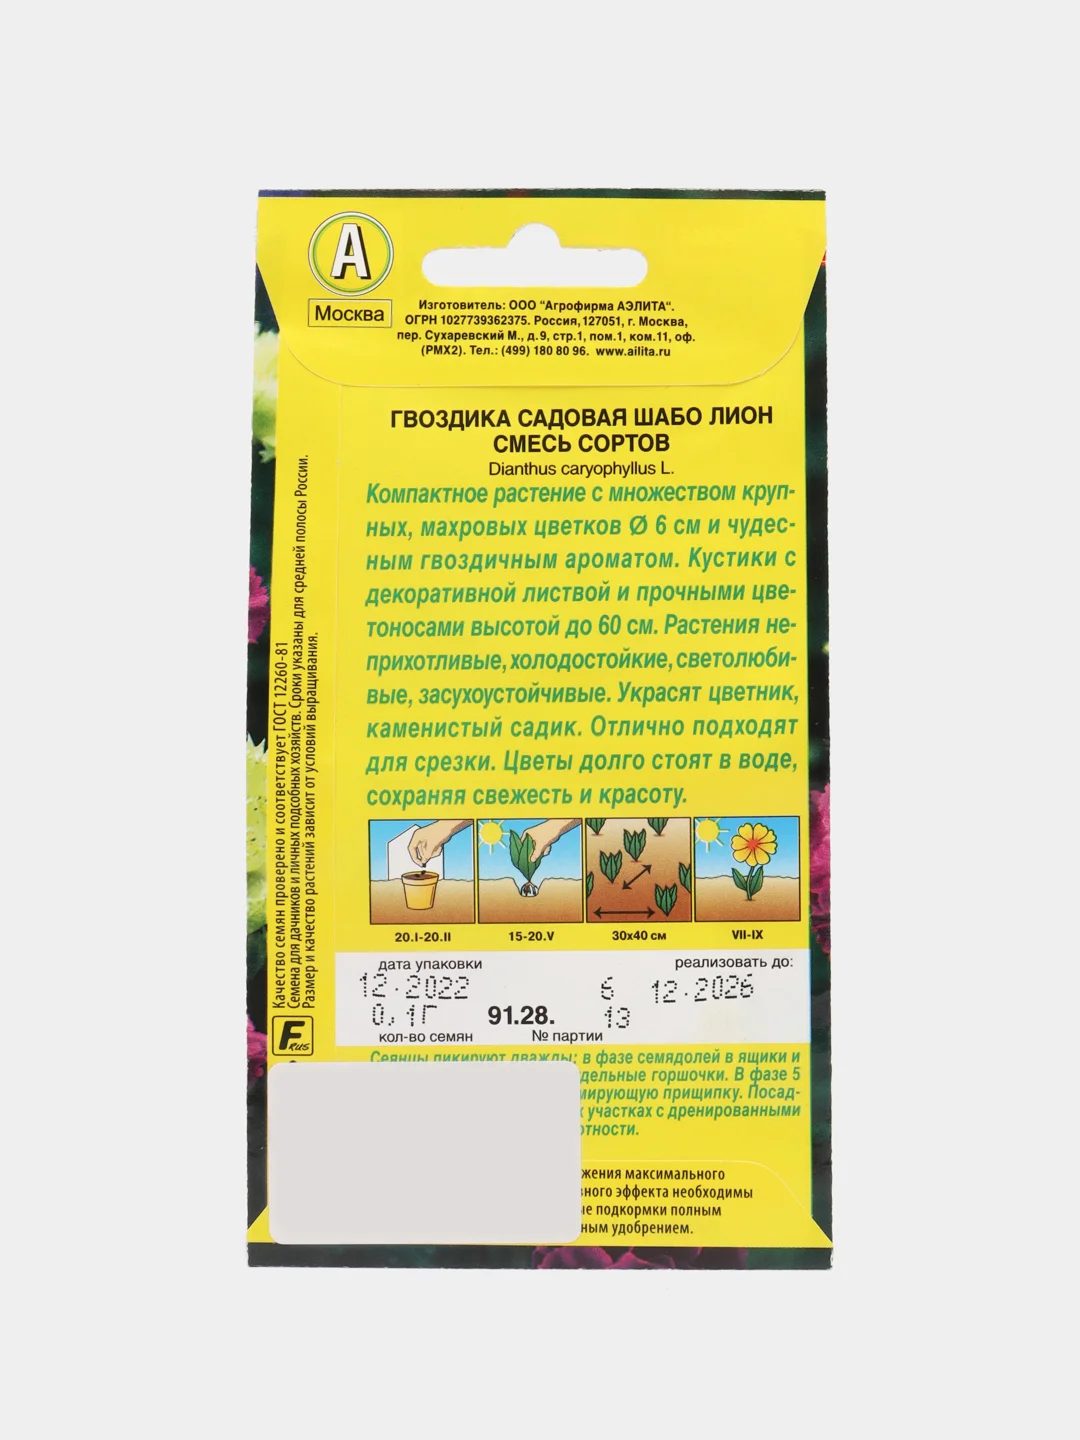 А
Москва
Изготовитель: ООО "Агрофирма АЭЛИТА".
ОГРН 1027739362375. Россия, 127051, г. Москва,
пер. Сухаревский М., д.9, стр.1, пом.1, ком.11, оф.
(РМХ2). Тел.: (499) 180 80 96. www.ailita.ru
ГВОЗДИКА САДОВАЯ ШАБО ЛИОН
СМЕСЬ СОРТОВ
Dianthus caryophyllus L.
Компактное растение с множеством круп-
ных, махровых цветков Ø 6 см и чудес-
ным гвоздичным ароматом. Кустики с
декоративной листвой и прочными цве-
тоносами высотой до 60 см. Растения не-
прихотливые, холодостойкие, светолюби-
вые, засухоустойчивые. Украсят цветник,
каменистый садик. Отлично подходят
для срезки. Цветы долго стоят в воде,
сохраняя свежесть и красоту.
20.I-20.II 15-20.V 30х40 см VII-IX
дата упаковки реализовать до:
12.2022 6 12.2026
0,1Г 91.28. 13
кол-во семян № партии
Сеянцы пикируют дважды: в фазе семядолей в ящики и
дельные горшочки. В фазе 5
мирующую прищипку. Посад-
участках с дренированными
тности.
жения максимального
вного эффекта необходимы
ые подкормки полным
ным удобрением.
Качество семян проверено и соответствует ГОСТ 12260-81
Семена для дачников и личных подсобных хозяйств. Сроки указаны для средней полосы России.
Размер и качество растений зависит от условий выращивания.
F RUS